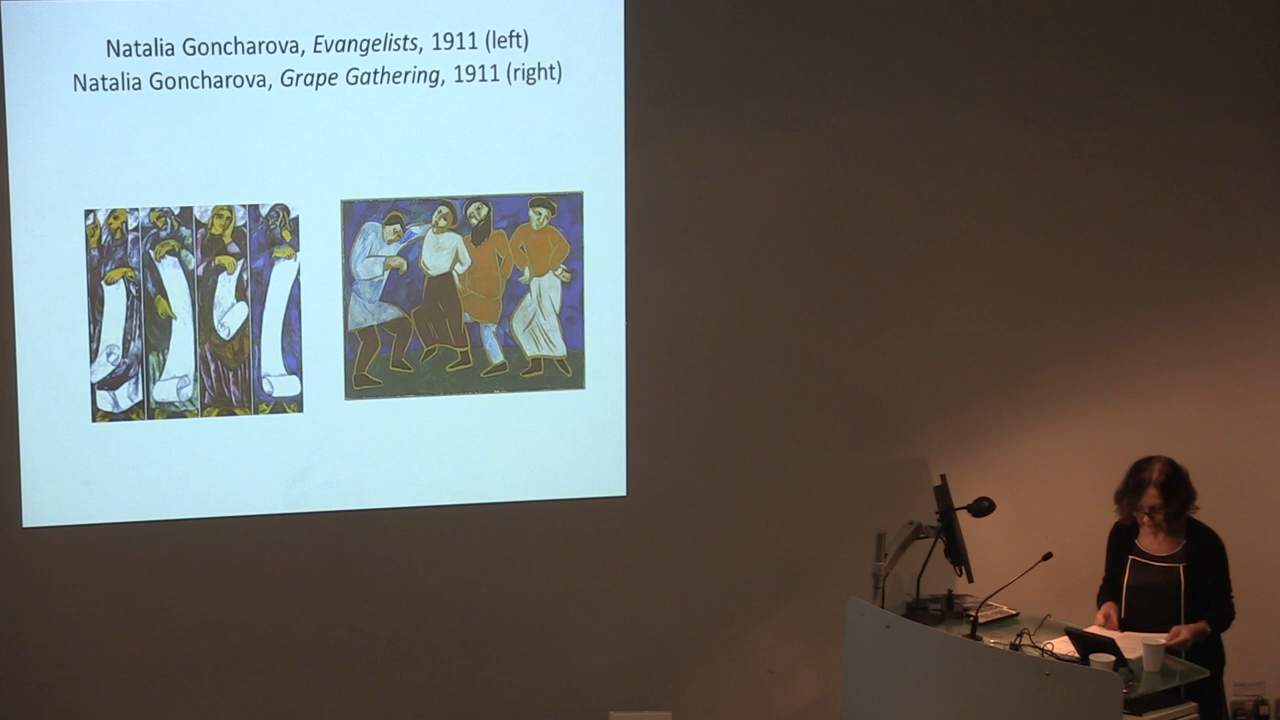 Natalia Goncharova, Evangelists, 1911 (left)
Natalia Goncharova, Grape Gathering, 1911 (right)